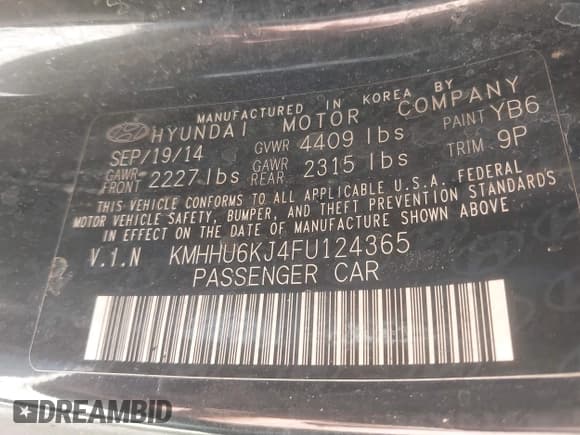 MANUFACTURED IN KOREA BY
HYUNDAI MOTOR COMPANY
SEP/19/14 GVWR 4409 lbs PAINT YB6
GAWR FRONT 2227 lbs GAWR REAR 2315 lbs TRIM 9P
THIS VEHICLE CONFORMS TO ALL APPLICABLE U.S.A. FEDERAL
MOTOR VEHICLE SAFETY, BUMPER, AND THEFT PREVENTION STANDARDS
IN EFFECT ON THE DATE OF MANUFACTURE SHOWN ABOVE
V.I.N KMHHU6KJ4FU124365
PASSENGER CAR
DREAMBID